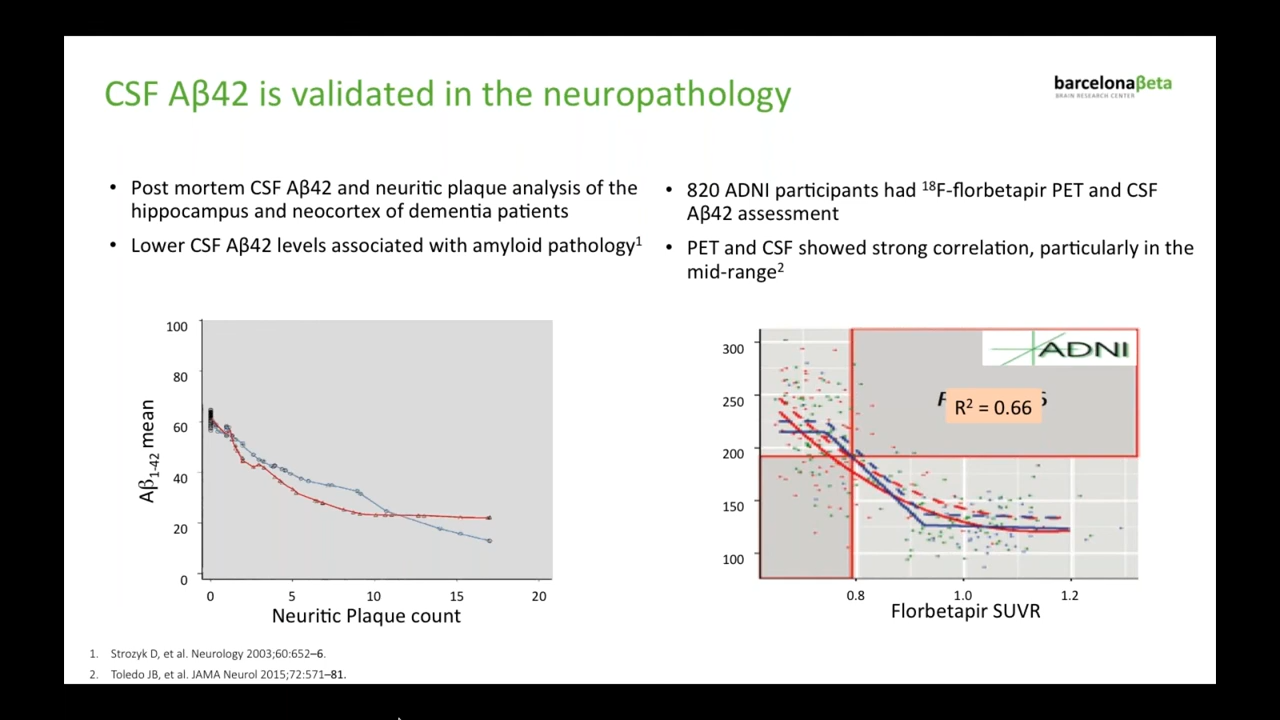 CSF Aβ42 is validated in the neuropathology
barcelonaβeta
BRAIN RESEARCH CENTER
• Post mortem CSF Aβ42 and neuritic plaque analysis of the
hippocampus and neocortex of dementia patients
• Lower CSF Aβ42 levels associated with amyloid pathology¹
• 820 ADNI participants had ¹⁸F-florbetapir PET and CSF
Aβ42 assessment
• PET and CSF showed strong correlation, particularly in the
mid-range²
Aβ₁₋₄₂ mean
100
80
60
40
20
0
0 5 10 15 20
Neuritic Plaque count
ADNI
R² = 0.66
300
250
200
150
100
0.8 1.0 1.2
Florbetapir SUVR
1. Strozyk D, et al. Neurology 2003;60:652–6.
2. Toledo JB, et al. JAMA Neurol 2015;72:571–81.